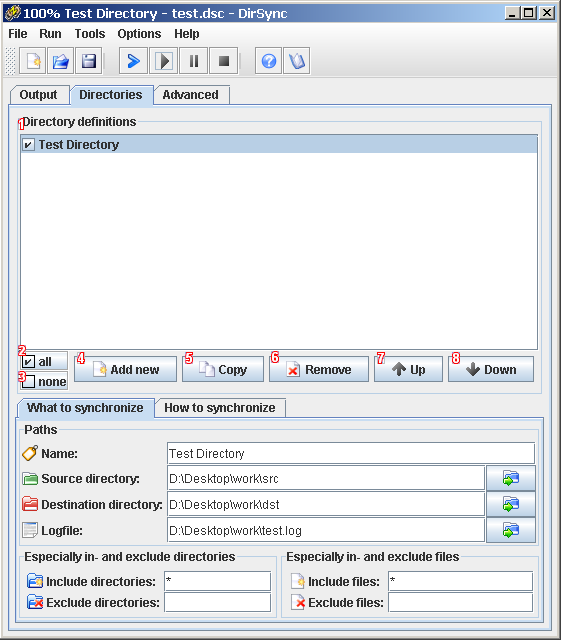 100% Test Directory - test.dsc - DirSync
File Run Tools Options Help
Output Directories Advanced
Directory definitions
1
Test Directory
2 all
3 none
4 Add new
5 Copy
6 Remove
7 Up
8 Down
What to synchronize How to synchronize
Paths
Name: Test Directory
Source directory: D:\Desktop\work\src
Destination directory: D:\Desktop\work\dst
Logfile: D:\Desktop\work\test.log
Especially in- and exclude directories
Include directories: *
Exclude directories:
Especially in- and exclude files
Include files: *
Exclude files: